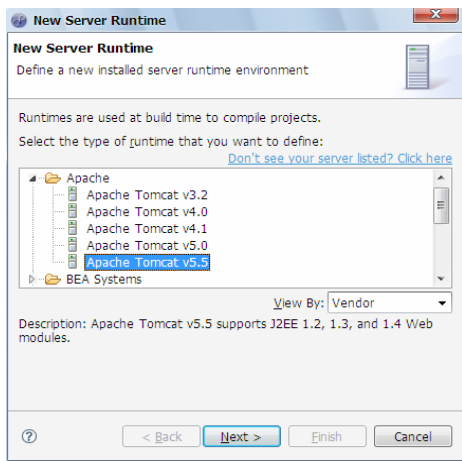 New Server Runtime
New Server Runtime
Define a new installed server runtime environment
Runtimes are used at build time to compile projects.
Select the type of runtime that you want to define:
Don't see your server listed? Click here
Apache
Apache Tomcat v3.2
Apache Tomcat v4.0
Apache Tomcat v4.1
Apache Tomcat v5.0
Apache Tomcat v5.5
BEA Systems
View By: Vendor
Description: Apache Tomcat v5.5 supports J2EE 1.2, 1.3, and 1.4 Web
modules.
? < Back Next > Finish Cancel